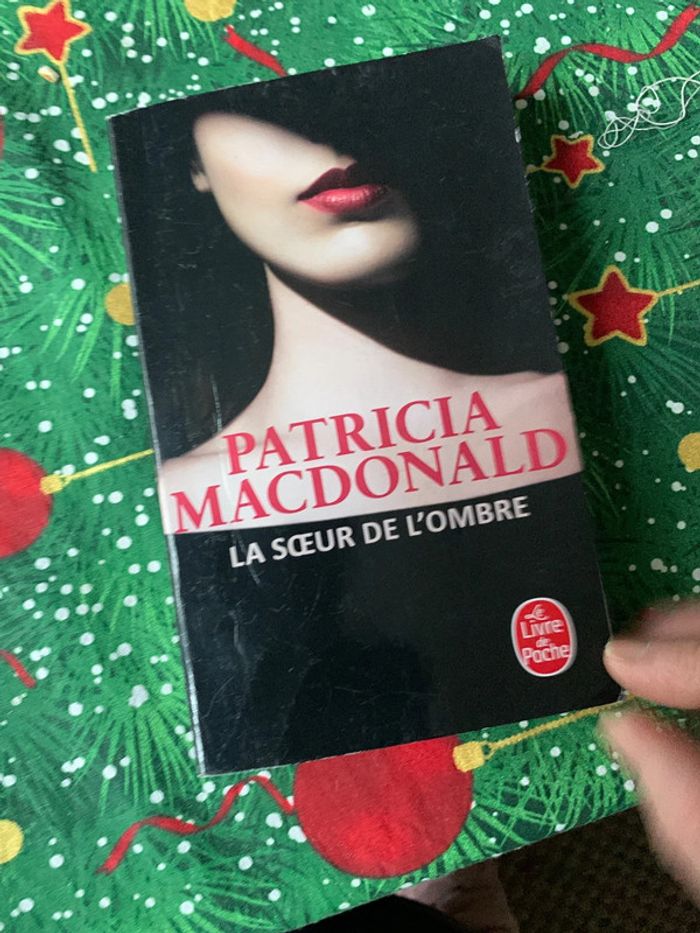 PATRICIA
MACDONALD
LA SŒUR DE L'OMBRE
Le
Livre
de
Poche